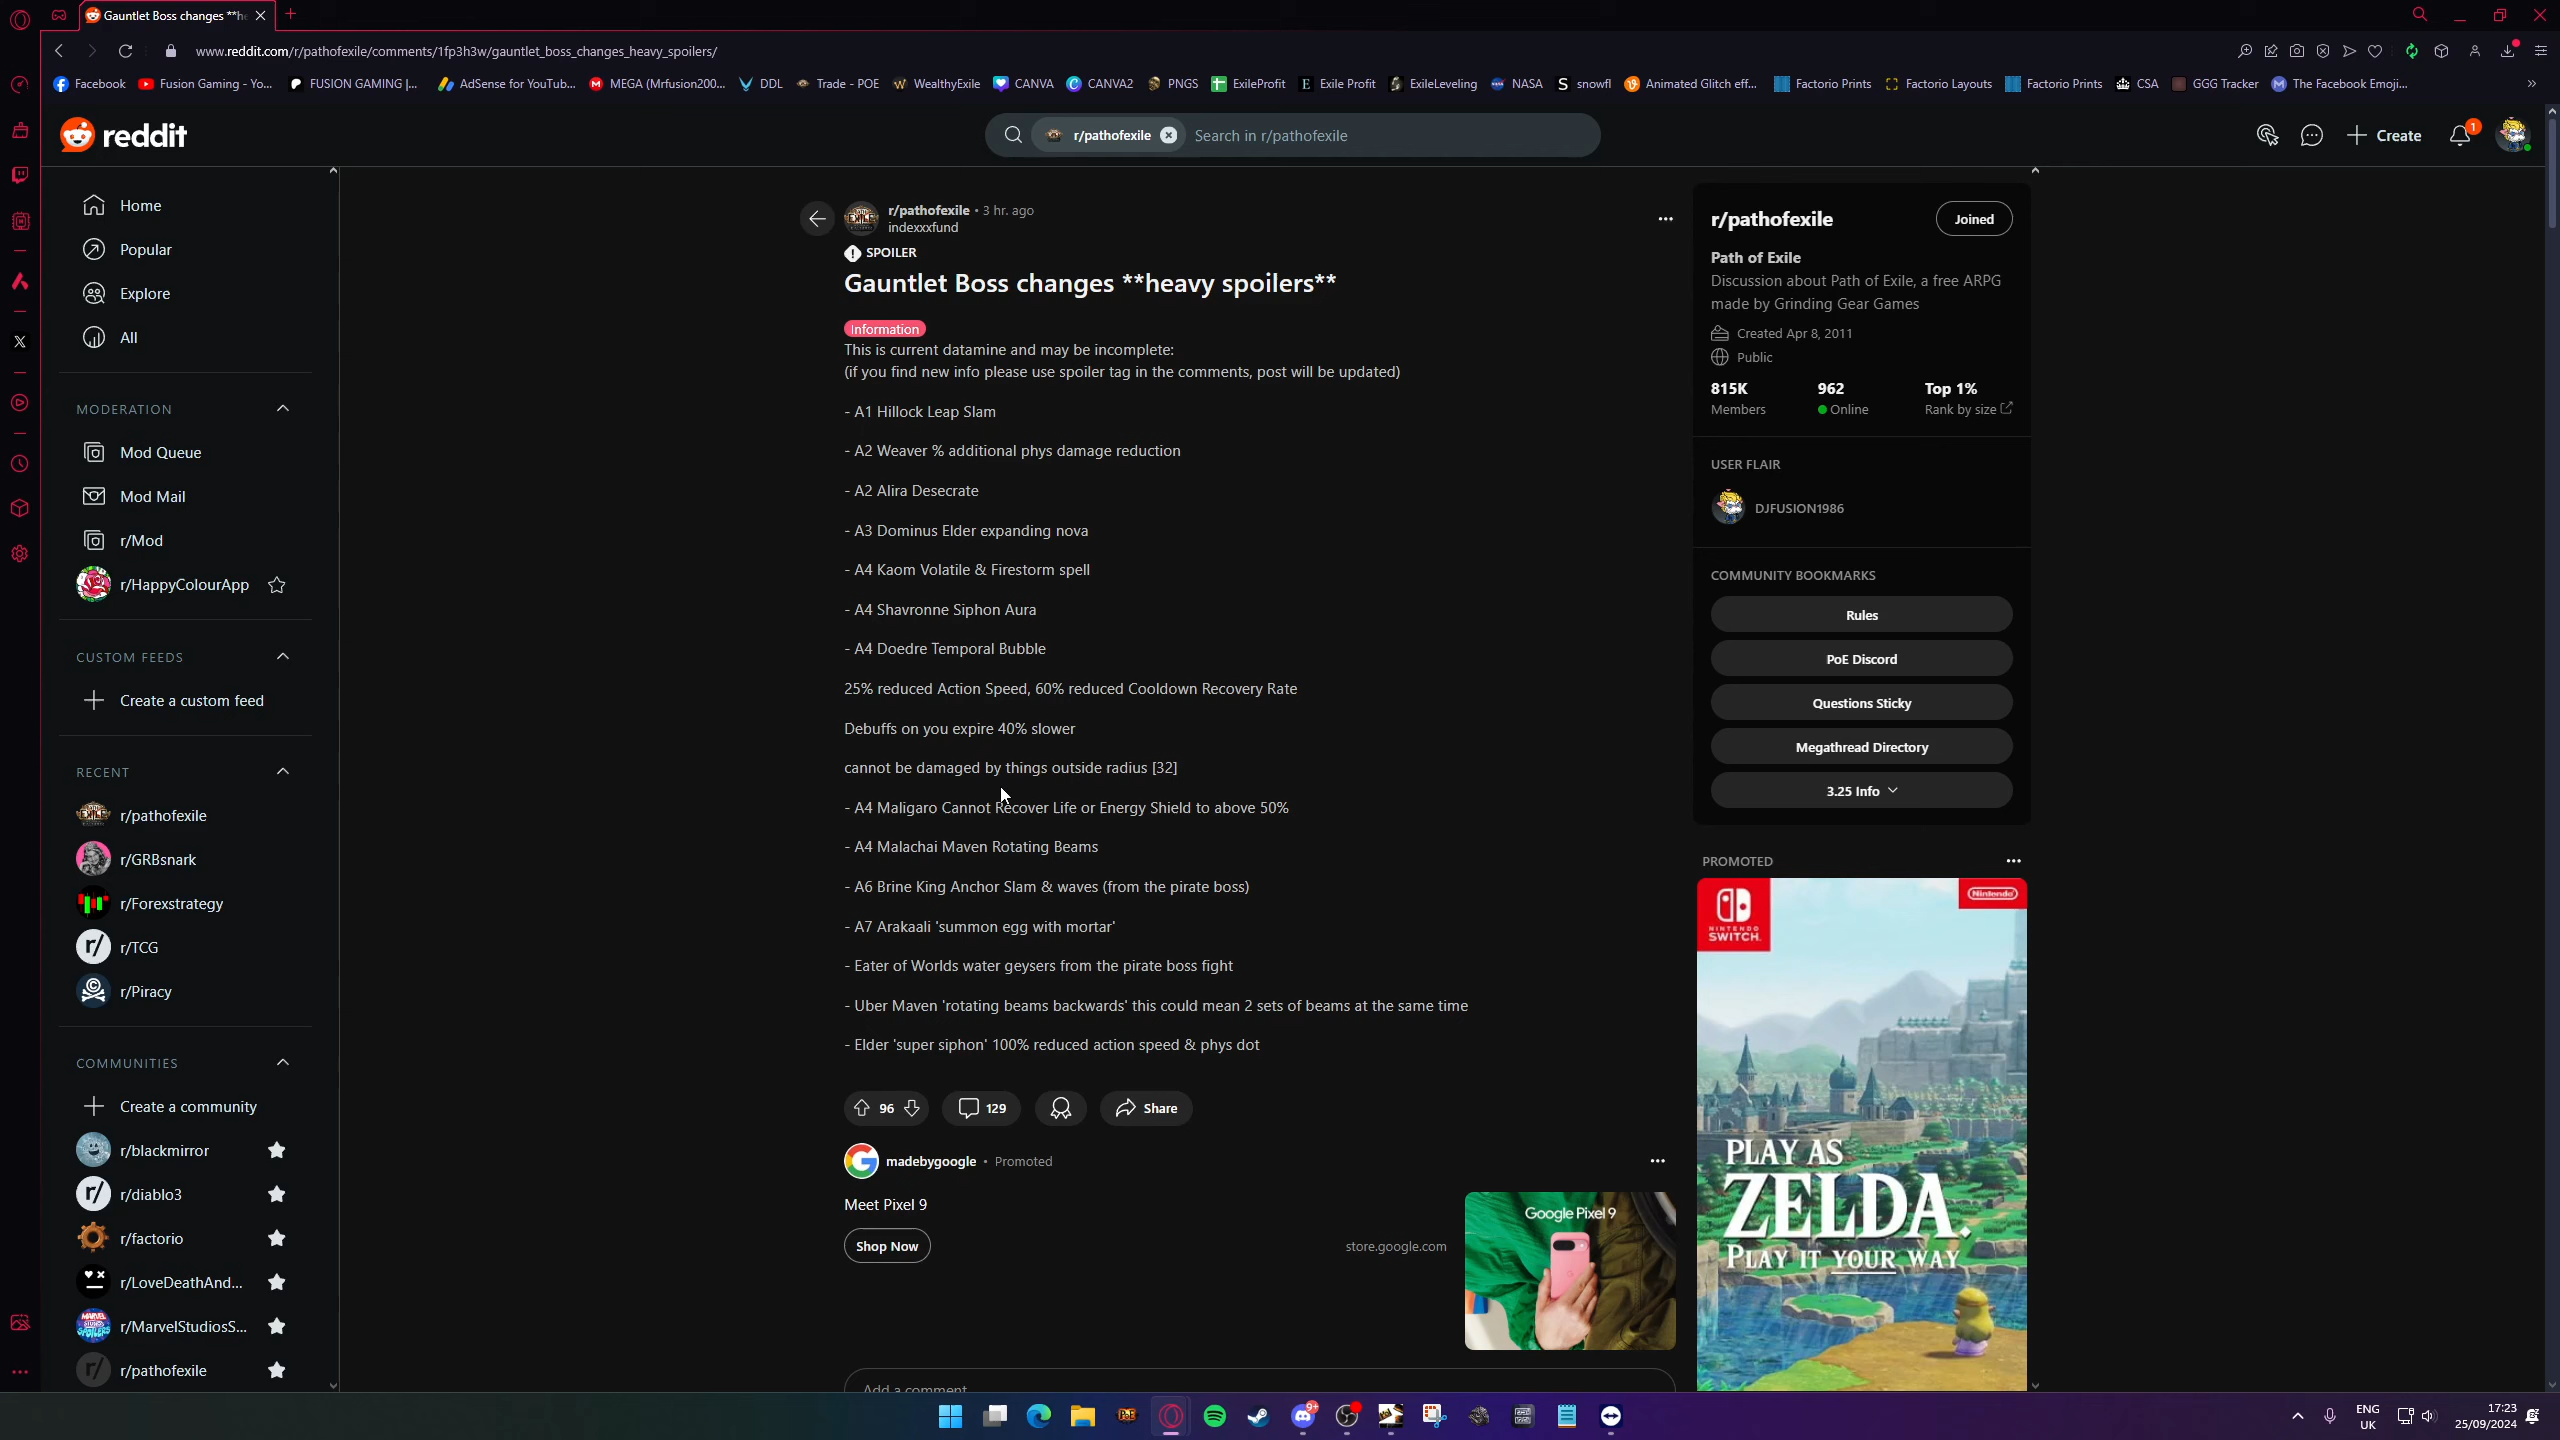 Gauntlet Boss changes **he
www.reddit.com/r/pathofexile/comments/1fp3h3w/gauntlet_boss_changes_heavy_spoilers/
Facebook
Fusion Gaming - Yo...
FUSION GAMING |...
AdSense for YouTub...
MEGA (Mrfusion200...
DDL
Trade - POE
WealthyExile
CANVA
CANVA2
PNGS
ExileProfit
Exile Profit
ExileLeveling
NASA
snowfl
Animated Glitch eff...
Factorio Prints
Factorio Layouts
Factorio Prints
CSA
GGG Tracker
The Facebook Emoji...
reddit
r/pathofexile
Search in r/pathofexile
Create
1
Home
Popular
Explore
All
MODERATION
Mod Queue
Mod Mail
r/Mod
r/HappyColourApp
CUSTOM FEEDS
Create a custom feed
RECENT
r/pathofexile
r/GRBsnark
r/Forexstrategy
r/TCG
r/Piracy
COMMUNITIES
Create a community
r/blackmirror
r/diablo3
r/factorio
r/LoveDeathAnd...
r/MarvelStudiosS...
r/pathofexile
r/pathofexile • 3 hr. ago
indexxxfund
SPOILER
Gauntlet Boss changes **heavy spoilers**
Information
This is current datamine and may be incomplete:
(if you find new info please use spoiler tag in the comments, post will be updated)
- A1 Hillock Leap Slam
- A2 Weaver % additional phys damage reduction
- A2 Alira Desecrate
- A3 Dominus Elder expanding nova
- A4 Kaom Volatile & Firestorm spell
- A4 Shavronne Siphon Aura
- A4 Doedre Temporal Bubble
25% reduced Action Speed, 60% reduced Cooldown Recovery Rate
Debuffs on you expire 40% slower
cannot be damaged by things outside radius [32]
- A4 Maligaro Cannot Recover Life or Energy Shield to above 50%
- A4 Malachai Maven Rotating Beams
- A6 Brine King Anchor Slam & waves (from the pirate boss)
- A7 Arakaali 'summon egg with mortar'
- Eater of Worlds water geysers from the pirate boss fight
- Uber Maven 'rotating beams backwards' this could mean 2 sets of beams at the same time
- Elder 'super siphon' 100% reduced action speed & phys dot
96
129
Share
madebygoogle • Promoted
Meet Pixel 9
Shop Now
store.google.com
Google Pixel 9
Add a comment
r/pathofexile
Joined
Path of Exile
Discussion about Path of Exile, a free ARPG
made by Grinding Gear Games
Created Apr 8, 2011
Public
815K
962
Top 1%
Members
Online
Rank by size
USER FLAIR
DJFUSION1986
COMMUNITY BOOKMARKS
Rules
PoE Discord
Questions Sticky
Megathread Directory
3.25 Info
PROMOTED
NINTENDO
SWITCH
Nintendo
PLAY AS
ZELDA.
PLAY IT YOUR WAY
9+
ENG
UK
17:23
25/09/2024